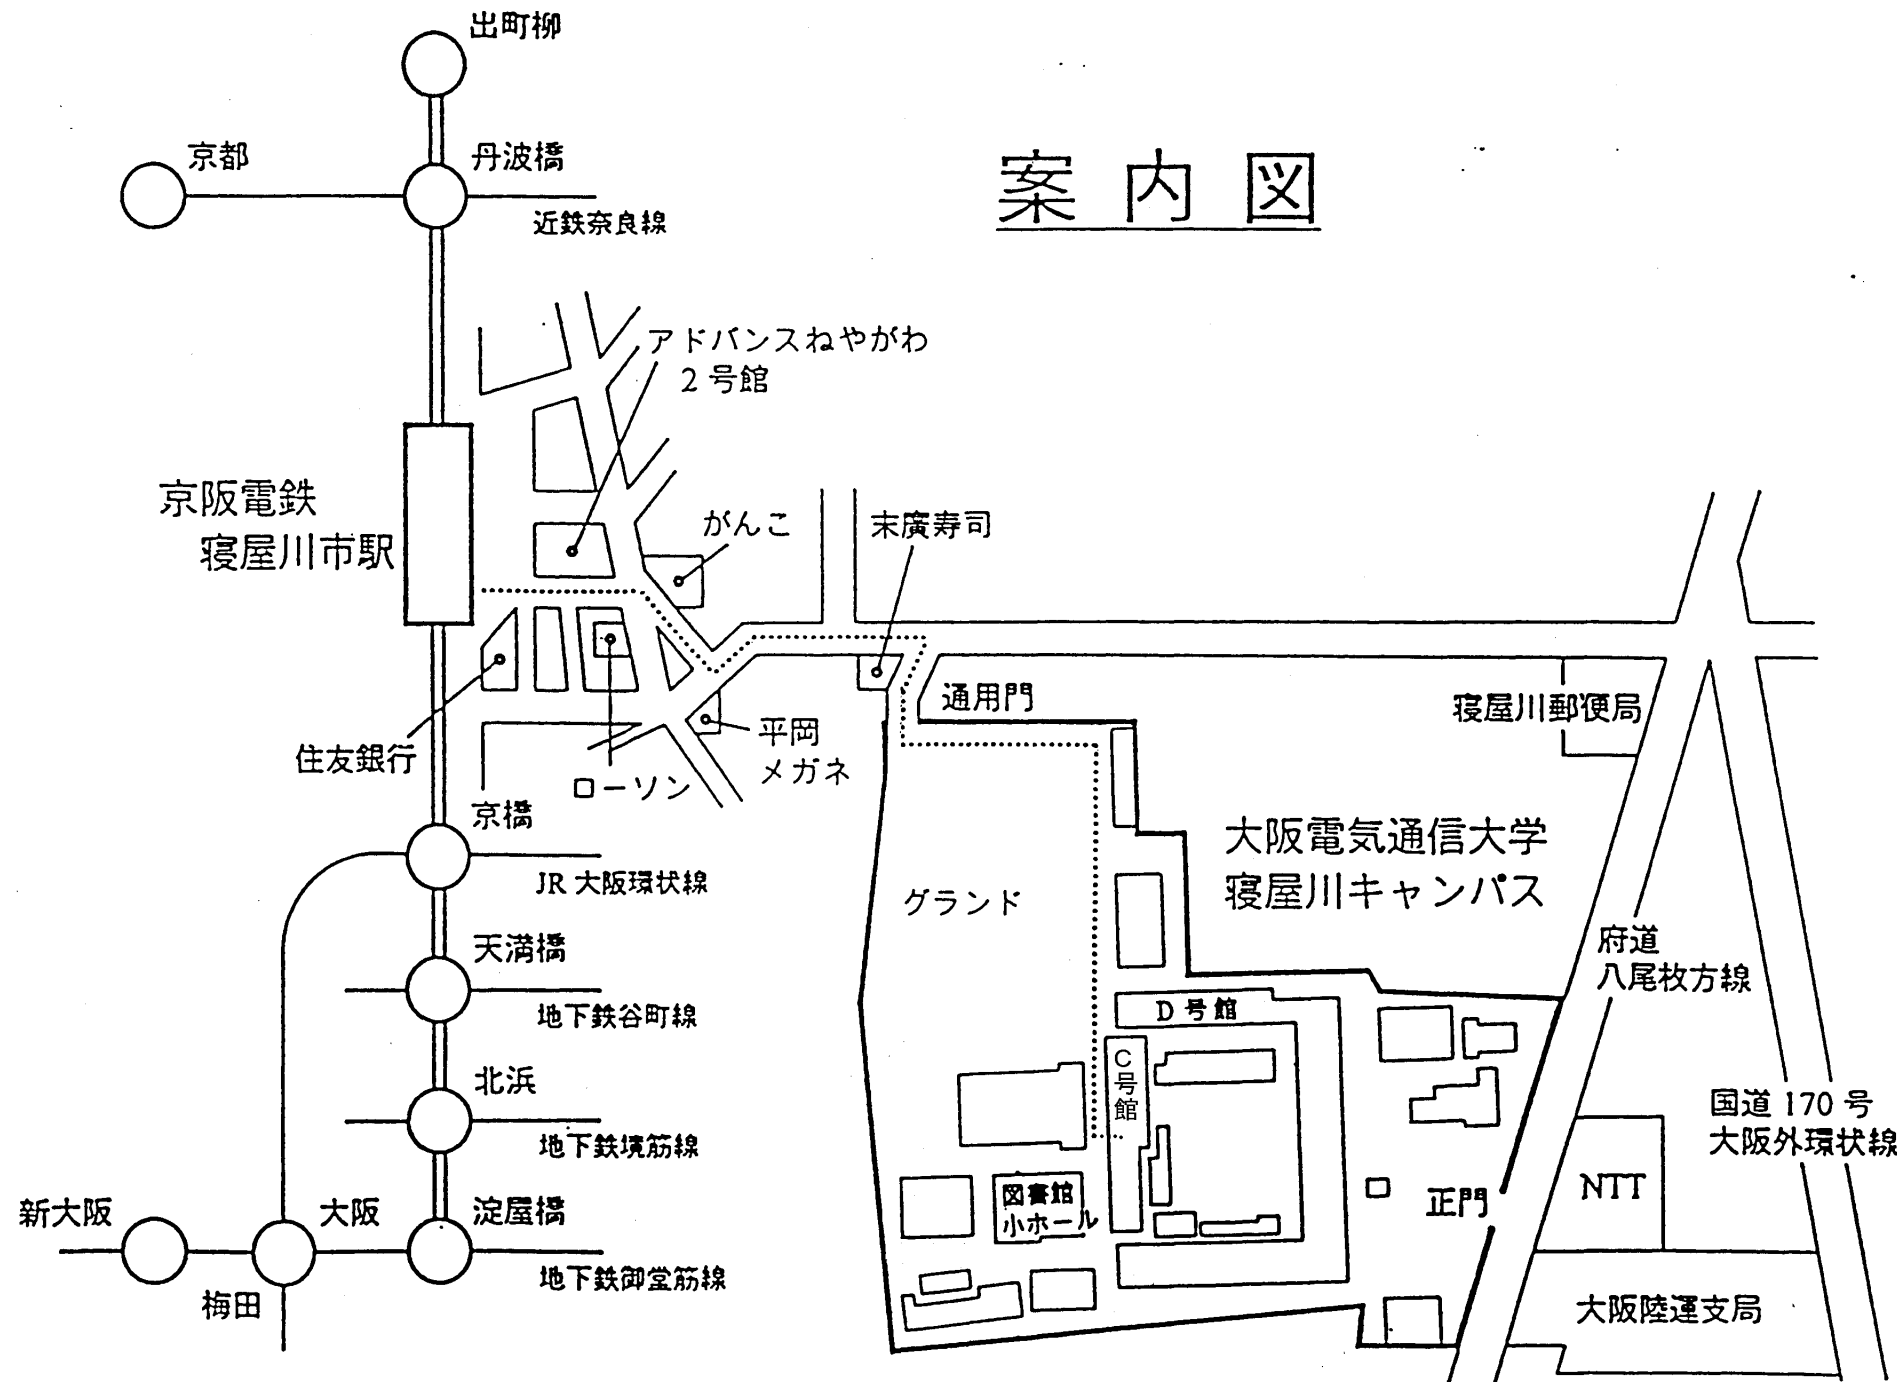 案内図
出町柳
京都
丹波橋
近鉄奈良線
アドバンスねやがわ
2号館
京阪電鉄
寝屋川市駅
がんこ
末廣寿司
通用門
寝屋川郵便局
住友銀行
平岡
メガネ
ローソン
京橋
JR 大阪環状線
大阪電気通信大学
寝屋川キャンパス
グランド
府道
八尾枚方線
天満橋
地下鉄谷町線
D号館
C号館
北浜
地下鉄境筋線
国道170号
大阪外環状線
図書館
小ホール
正門
NTT
新大阪
大阪
淀屋橋
地下鉄御堂筋線
梅田
大阪陸運支局